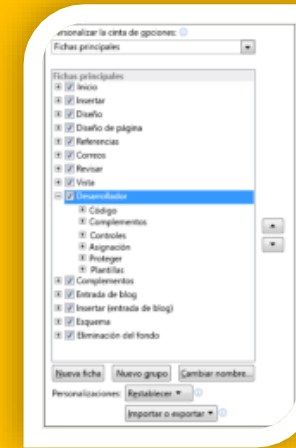 Personalizar la cinta de opciones:
Fichas principales
Fichas principales
Inicio
Insertar
Diseño
Diseño de página
Referencias
Correos
Revisar
Vista
Desarrollador
Código
Complementos
Controles
Asignación
Proteger
Plantillas
Complementos
Entrada de blog
Insertar (entrada de blog)
Esquema
Eliminación del fondo
Nueva ficha Nuevo grupo Cambiar nombre...
Personalizaciones: Restablecer
Importar o exportar